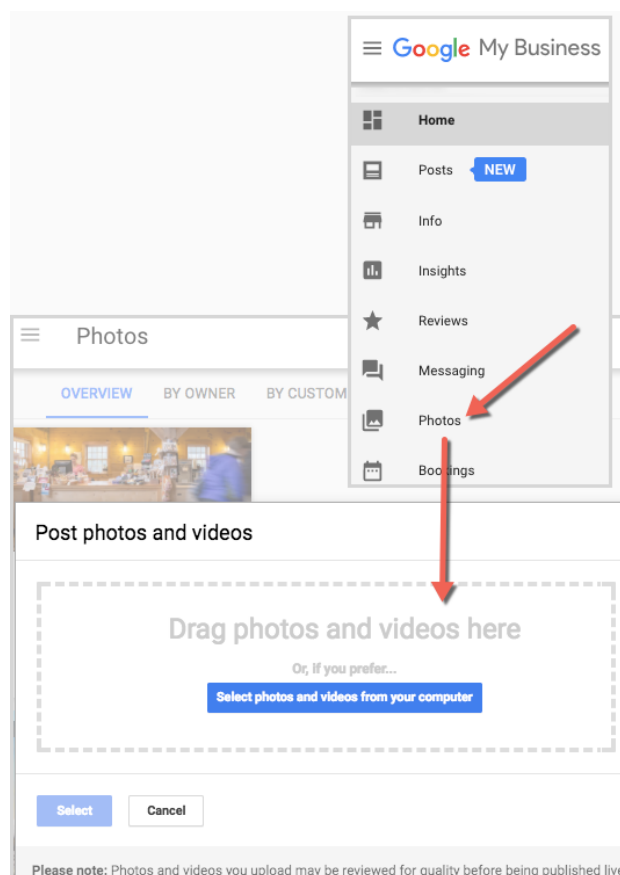 Google My Business
Home
Posts NEW
Info
Insights
Reviews
Messaging
Photos
Bookings
Photos
OVERVIEW BY OWNER BY CUSTOM
Post photos and videos
Drag photos and videos here
Or, if you prefer...
Select photos and videos from your computer
Select Cancel
Please note: Photos and videos you upload may be reviewed for quality before being published live